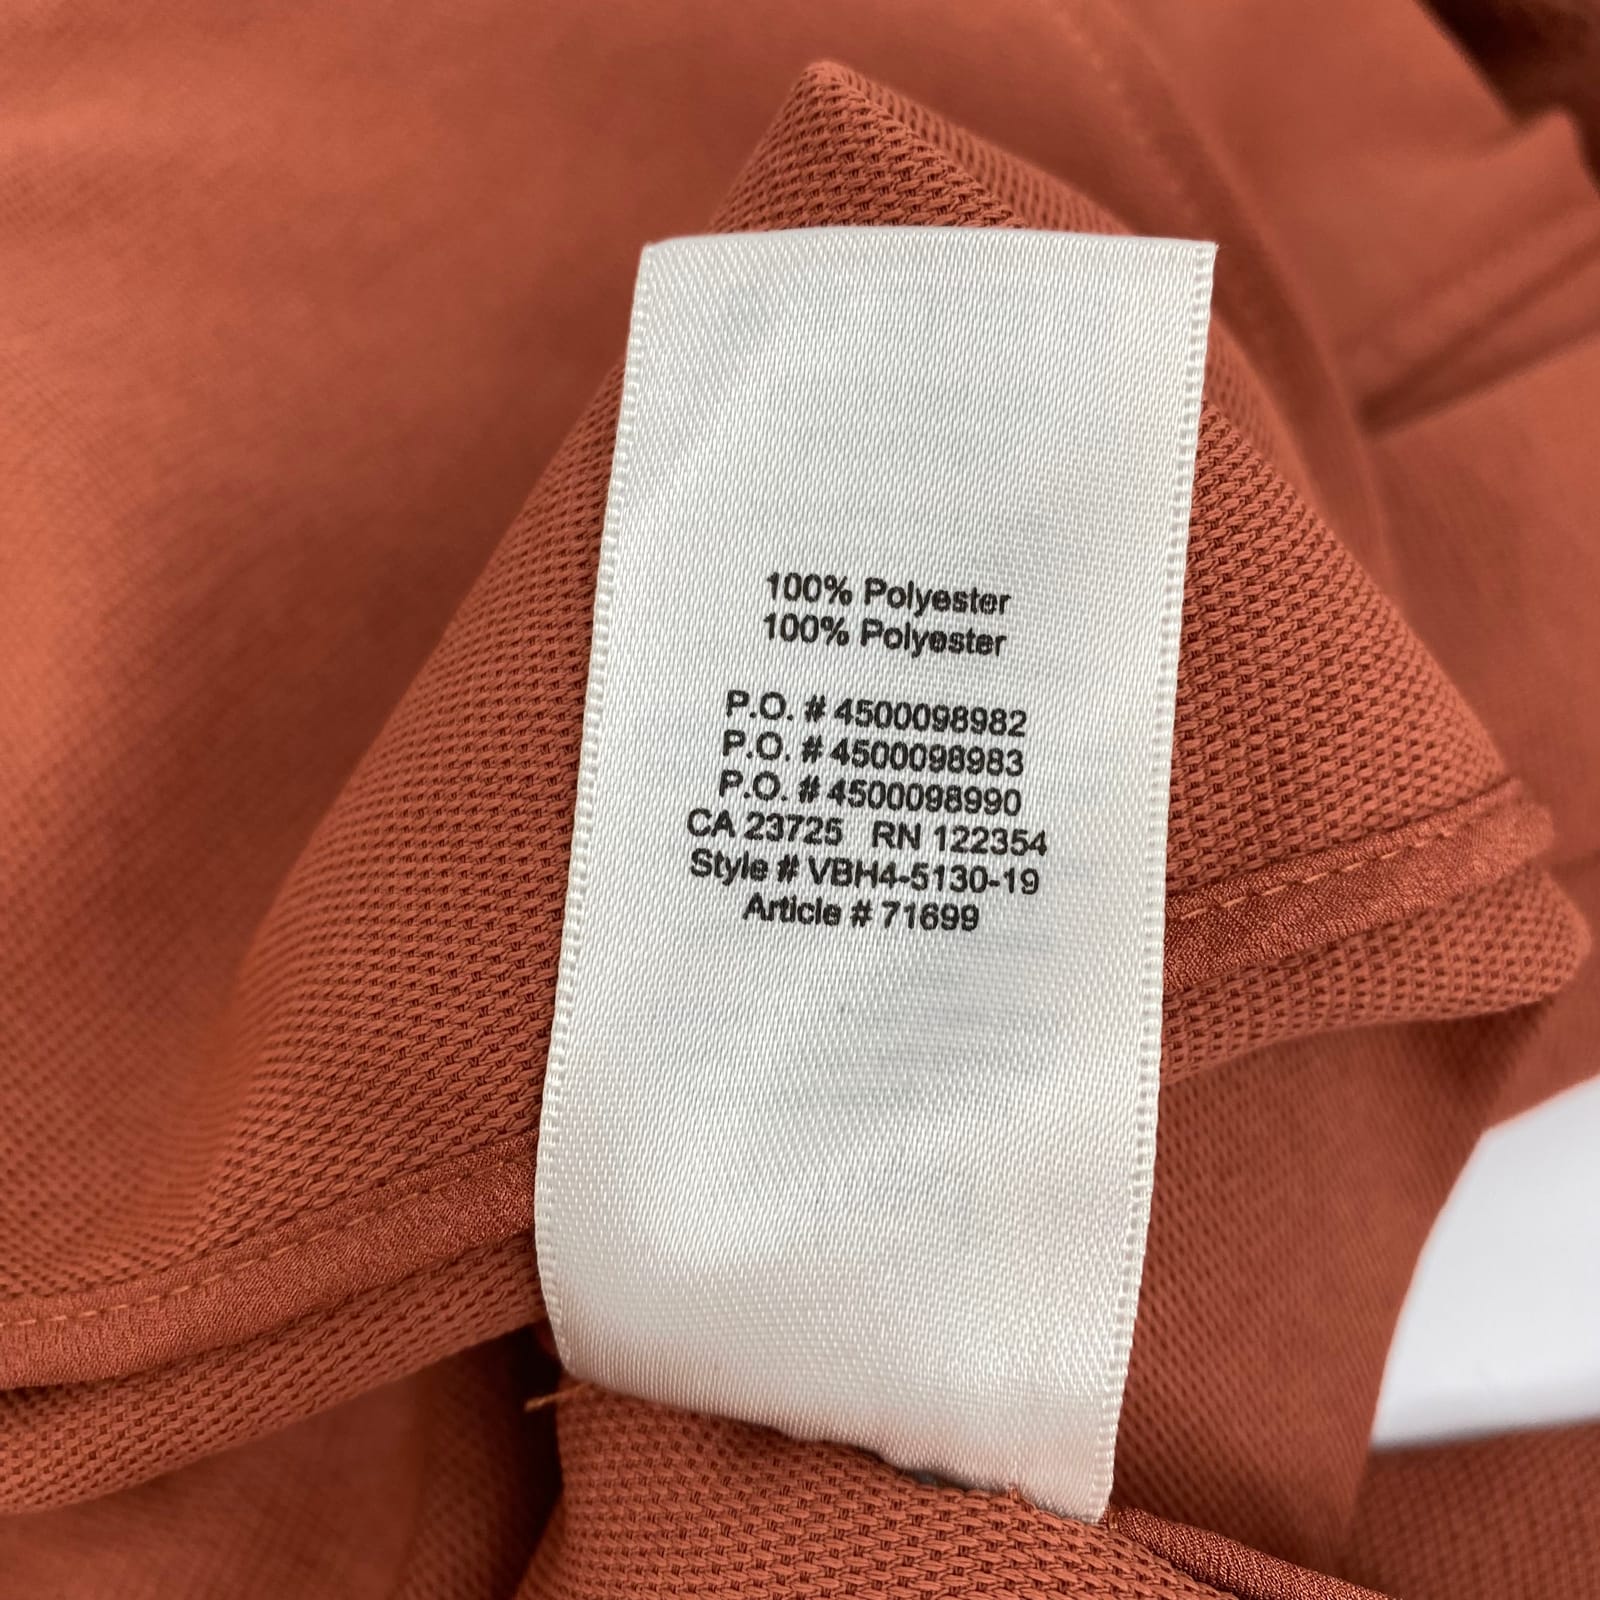 100% Polyester
100% Polyester
P.O. # 4500098982
P.O. # 4500098983
P.O. # 4500098990
CA 23725 RN 122354
Style # VBH4-5130-19
Article # 71699